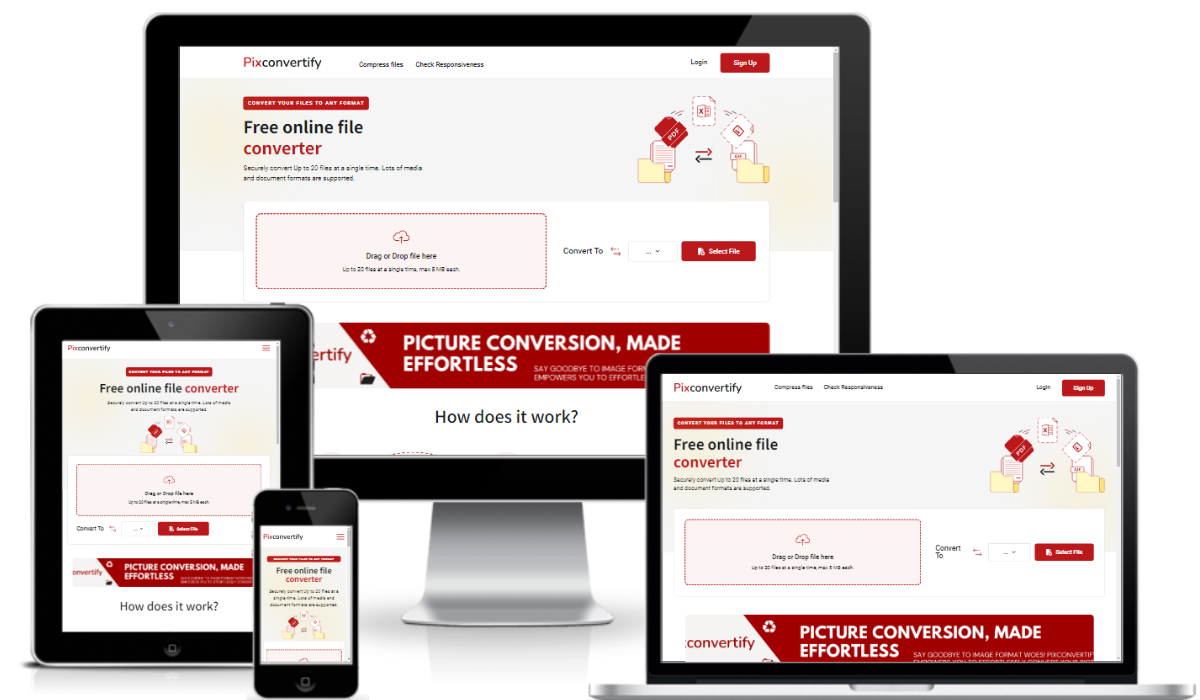 Pixconvertify
Compress files
Check Responsiveness
Login
Sign Up
CONVERT YOUR FILES TO ANY FORMAT
Free online file
converter
Securely convert Up to 20 files at a single time. Lots of media
and document formats are supported.
PDF
GIF
Drag or Drop file here
Up to 20 files at a single time, max 5 MB each.
Convert To
...
Select File
ertify
PICTURE CONVERSION, MADE
EFFORTLESS
SAY GOODBYE TO IMAGE FORM
EMPOWERS YOU TO EFFORTLE
How does it work?
Pixconvertify
CONVERT YOUR FILES TO ANY FORMAT
Free online file converter
Securely convert Up to 20 files at a single time. Lots of media
and document formats are supported.
Drag or Drop file here
Up to 20 files at a single time, max 5 MB each.
Convert To
...
Select File
onvertify
PICTURE CONVERSION, MADE
EFFORTLESS
How does it work?
Pixconvertify
CONVERT YOUR FILES TO ANY FORMAT
Free online file
converter
Securely convert Up to 20 files at a
single time. Lots of media and
document formats are supported.
Pixconvertify
Compress files
Check Responsiveness
Login
Sign Up
CONVERT YOUR FILES TO ANY FORMAT
Free online file
converter
Securely convert Up to 20 files at a single time. Lots of media
and document formats are supported.
PDF
GIF
Drag or Drop file here
Up to 20 files at a single time, max 5 MB each.
Convert
To
...
Select File
convertify
PICTURE CONVERSION, MADE
EFFORTLESS
SAY GOODBYE TO IMAGE FORMAT WOES! PIXCONVERTIF
EMPOWERS YOU TO EFFORTLESSLY CONVERT YOUR PIC